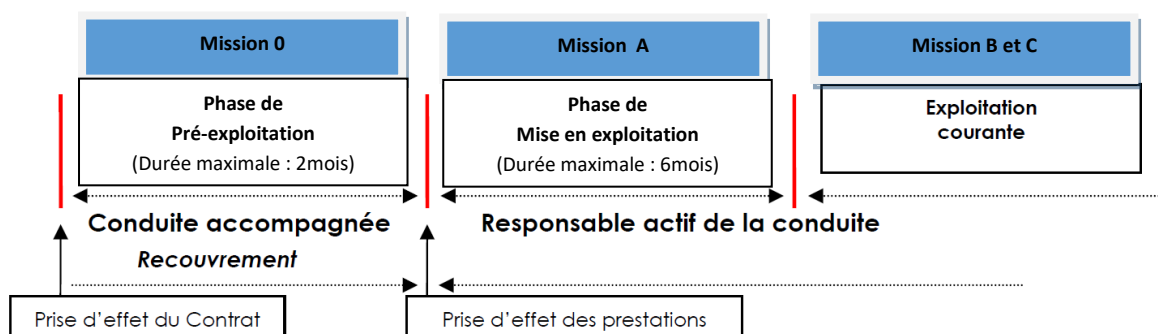 Mission 0
Mission A
Mission B et C
Phase de
Pré-exploitation
(Durée maximale : 2mois)
Phase de
Mise en exploitation
(Durée maximale : 6mois)
Exploitation
courante
Conduite accompagnée
Responsable actif de la conduite
Recouvrement
Prise d’effet du Contrat
Prise d’effet des prestations